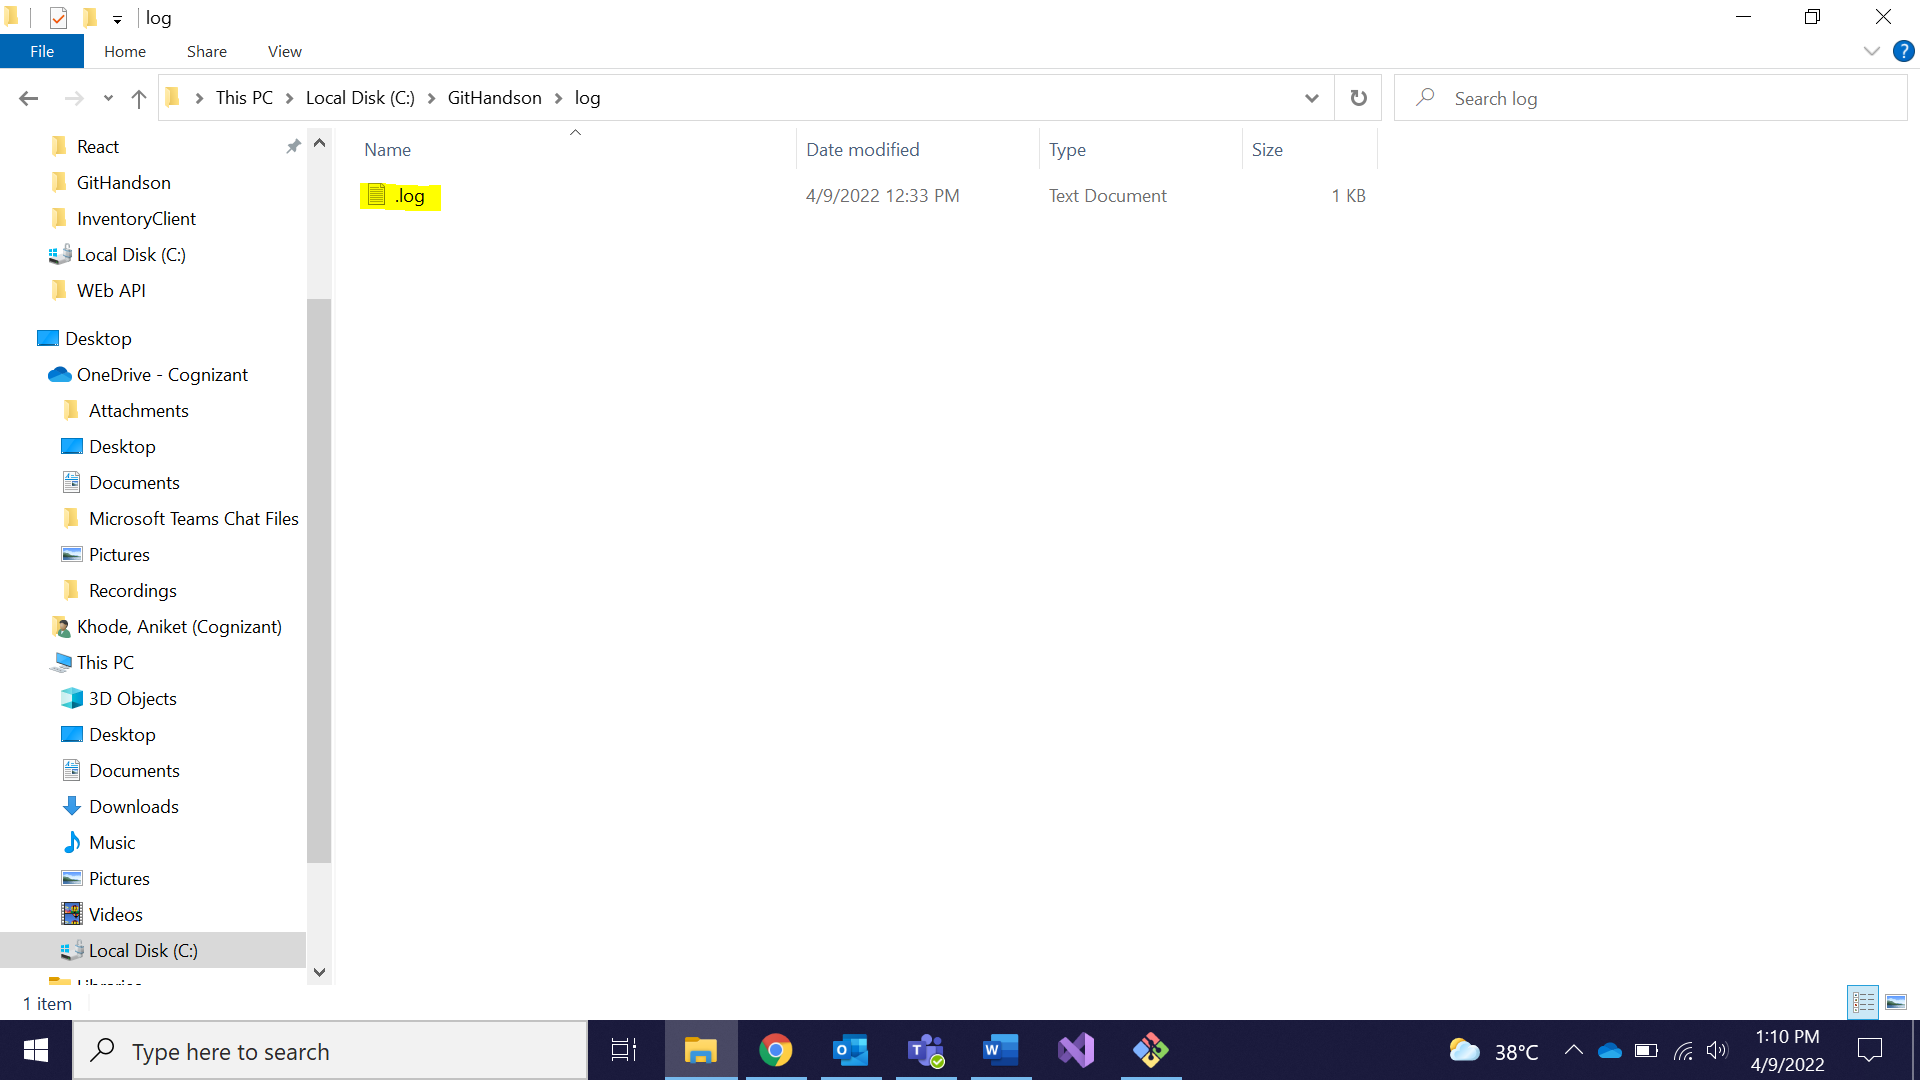 log
File Home Share View
This PC Local Disk (C:) GitHandson log
Search log
Name Date modified Type Size
.log 4/9/2022 12:33 PM Text Document 1 KB
React
GitHandson
InventoryClient
Local Disk (C:)
WEb API
Desktop
OneDrive - Cognizant
Attachments
Desktop
Documents
Microsoft Teams Chat Files
Pictures
Recordings
Khode, Aniket (Cognizant)
This PC
3D Objects
Desktop
Documents
Downloads
Music
Pictures
Videos
Local Disk (C:)
Libraries
1 item
Type here to search
38°C
1:10 PM
4/9/2022